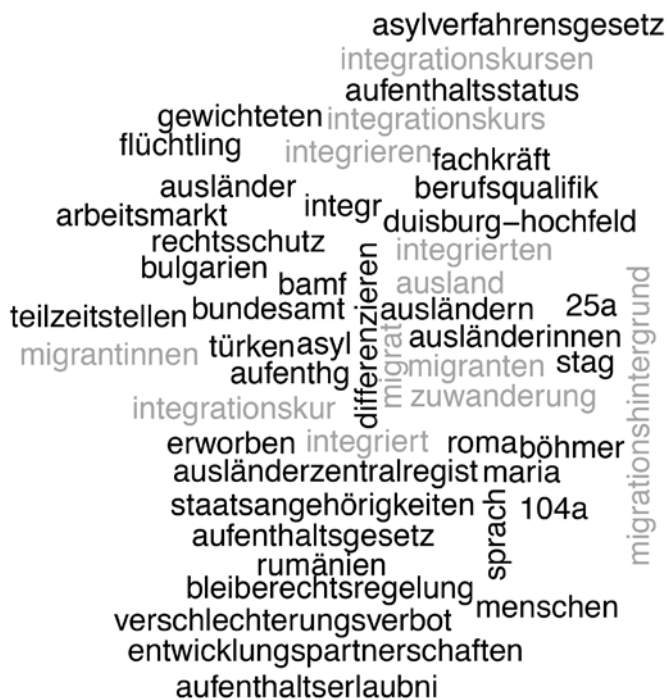 asylverfahrensgesetz
integrationskursen
aufenthaltsstatus
gewichteten integrationskurs
flüchtling integrieren fachkräft
ausländer integr berufsqualifik
arbeitsmarkt duisburg-hochfeld
rechtsschutz integrierten
bulgarien bamf ausland
teilzeitstellen bundesamt ausländern 25a
differenzieren
migrat
migrationshintergrund
migrantinnen türken asyl ausländerinnen
aufenthg migranten stag
integrationskur zuwanderung
erworben integriert roma böhmer
ausländerzentralregist maria
staatsangehörigkeiten 104a
sprach
aufenthaltsgesetz
rumänien
bleiberechtsregelung menschen
verschlechterungsverbot
entwicklungspartnerschaften
aufenthaltserlaubni